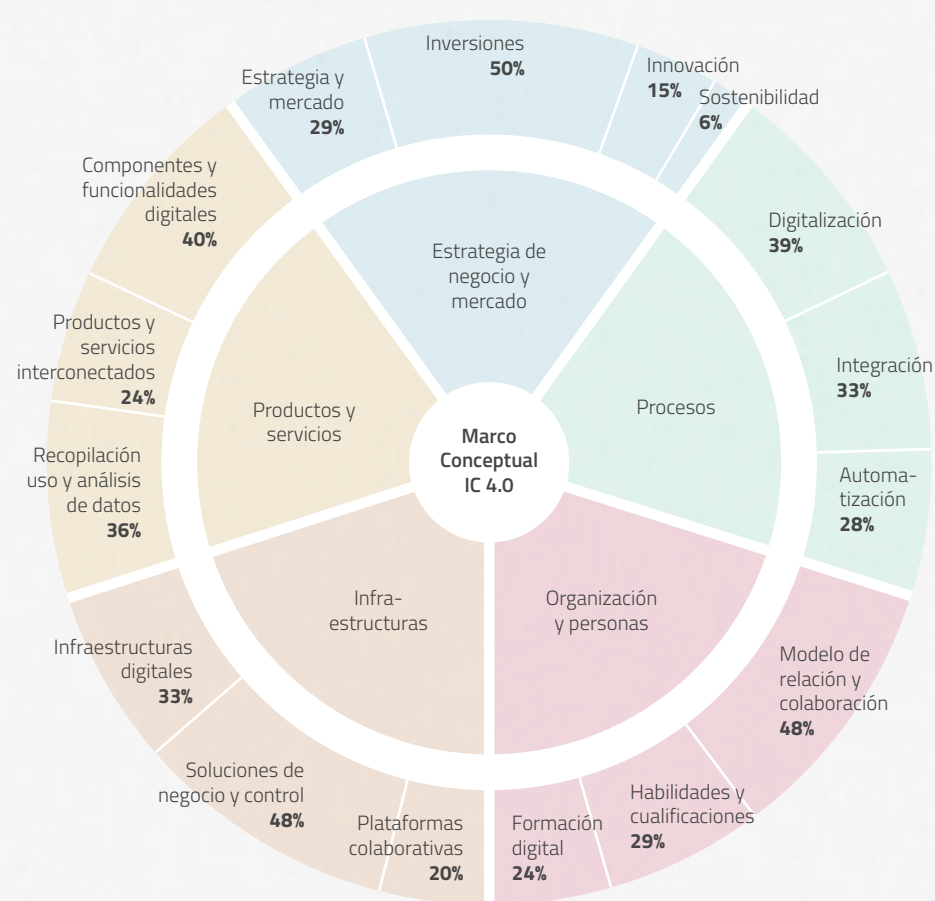 Inversiones
50%
Innovación
15%
Sostenibilidad
6%
Estrategia y
mercado
29%
Componentes y
funcionalidades
digitales
40%
Productos y
servicios
interconectados
24%
Recopilación
uso y análisis
de datos
36%
Digitalización
39%
Integración
33%
Automa-
tización
28%
Estrategia de
negocio y
mercado
Productos y
servicios
Procesos
Marco
Conceptual
IC 4.0
Infra-
estructuras
Organización
y personas
Infraestructuras
digitales
33%
Soluciones de
negocio y control
48%
Plataformas
colaborativas
20%
Formación
digital
24%
Habilidades y
cualificaciones
29%
Modelo de
relación y
colaboración
48%